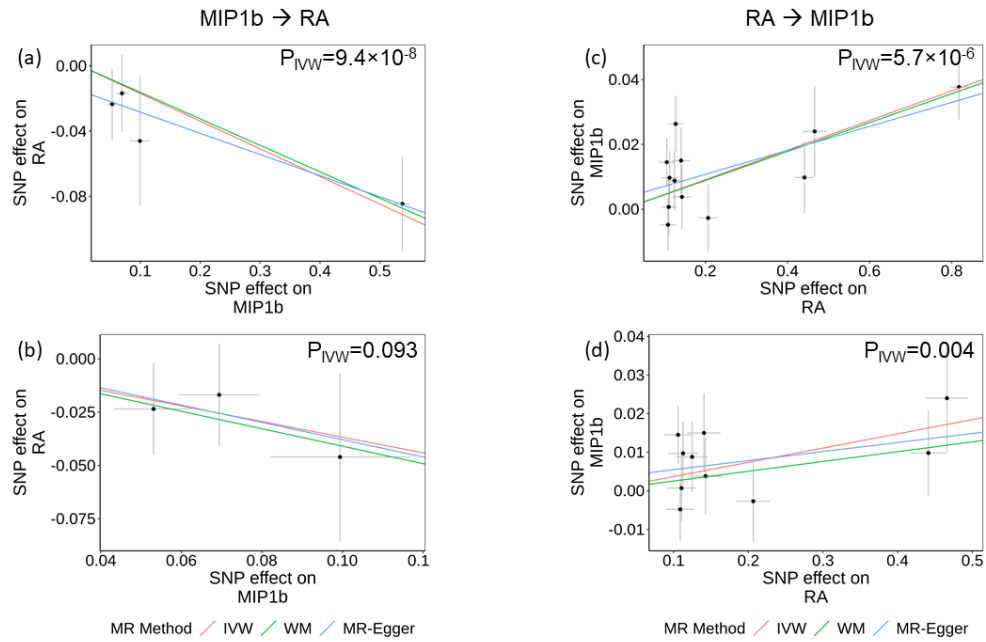 MIP1b → RA
RA → MIP1b
(a)
P_IVW=9.4×10⁻⁸
0.00
-0.04
-0.08
SNP effect on
RA
0.1
0.2
0.3
0.4
0.5
SNP effect on
MIP1b
(c)
P_IVW=5.7×10⁻⁶
0.04
0.02
0.00
SNP effect on
MIP1b
0.2
0.4
0.6
0.8
SNP effect on
RA
(b)
P_IVW=0.093
0.000
-0.025
-0.050
-0.075
SNP effect on
RA
0.04
0.06
0.08
0.10
0.1
SNP effect on
MIP1b
(d)
P_IVW=0.004
0.04
0.03
0.02
0.01
0.00
-0.01
SNP effect on
MIP1b
0.1
0.2
0.3
0.4
0.5
SNP effect on
RA
MR Method IVW WM MR-Egger
MR Method IVW WM MR-Egger